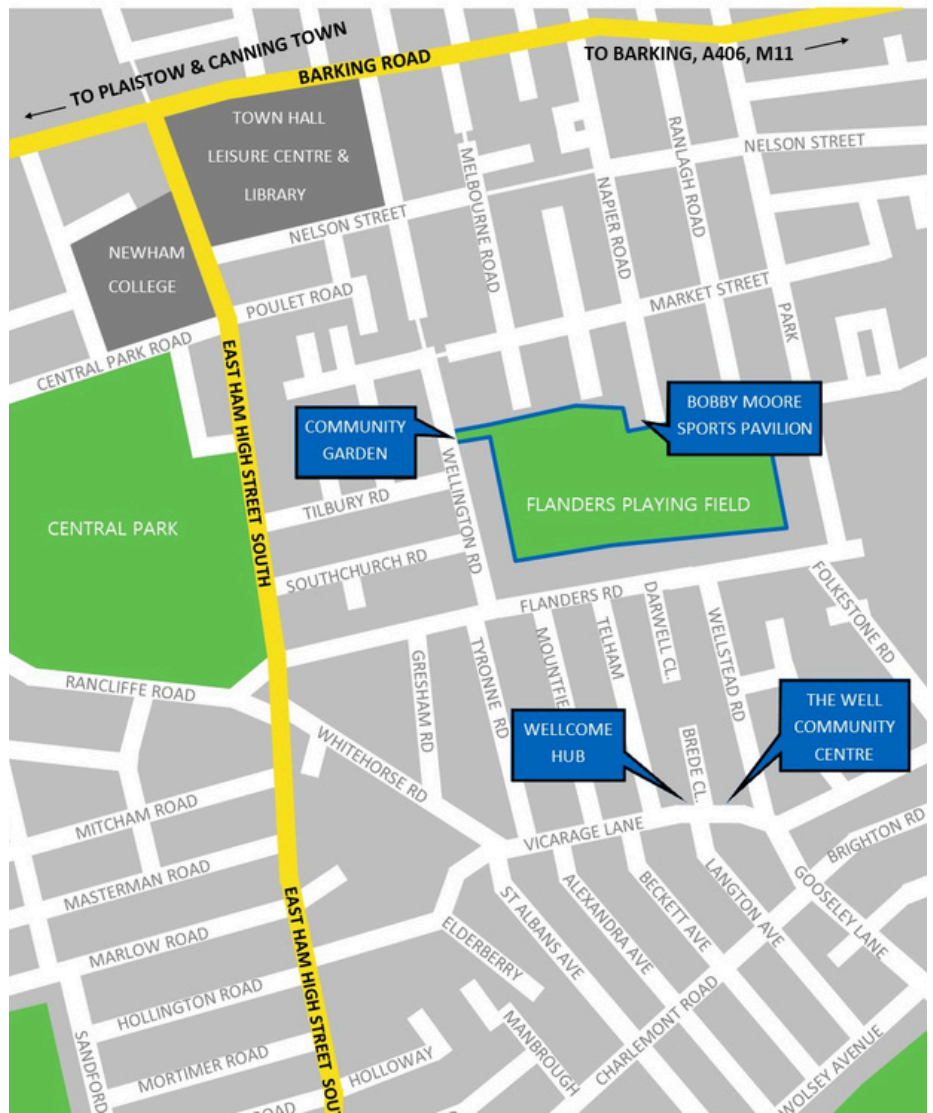 TO PLAISTOW & CANNING TOWN
BARKING ROAD
TO BARKING, A406, M11
TOWN HALL
LEISURE CENTRE &
LIBRARY
NEWHAM
COLLEGE
NELSON STREET
MELBOURNE ROAD
NAPIER ROAD
RANLAGH ROAD
NELSON STREET
POULET ROAD
MARKET STREET
PARK
CENTRAL PARK ROAD
EAST HAM HIGH STREET SOUTH
COMMUNITY
GARDEN
BOBBY MOORE
SPORTS PAVILION
WELLINGTON RD
TILBURY RD
FLANDERS PLAYING FIELD
CENTRAL PARK
SOUTHCHURCH RD
FLANDERS RD
FOLKESTONE RD
GRESHAM RD
TYRONNE RD
MOUNTFIE
TELHAM
DARWELL CL.
WELLSTEAD RD
RANCLIFFE ROAD
WHITEHORSE RD
WELLCOME
HUB
BREDE CL.
THE WELL
COMMUNITY
CENTRE
MITCHAM ROAD
VICARAGE LANE
BRIGHTON RD
MASTERMAN ROAD
ST ALBANS AVE
ALEXANDRA AVE
BECKETT AVE
LANGTON AVE
GOOSELEY LANE
MARLOW ROAD
ELDERBERRY
EAST HAM HIGH STREET SOUT
HOLLINGTON ROAD
SANDFORD
MANBROUGH
CHARLEMONT ROAD
WOLSEY AVENUE
MORTIMER ROAD
HOLLOWAY
ROAD